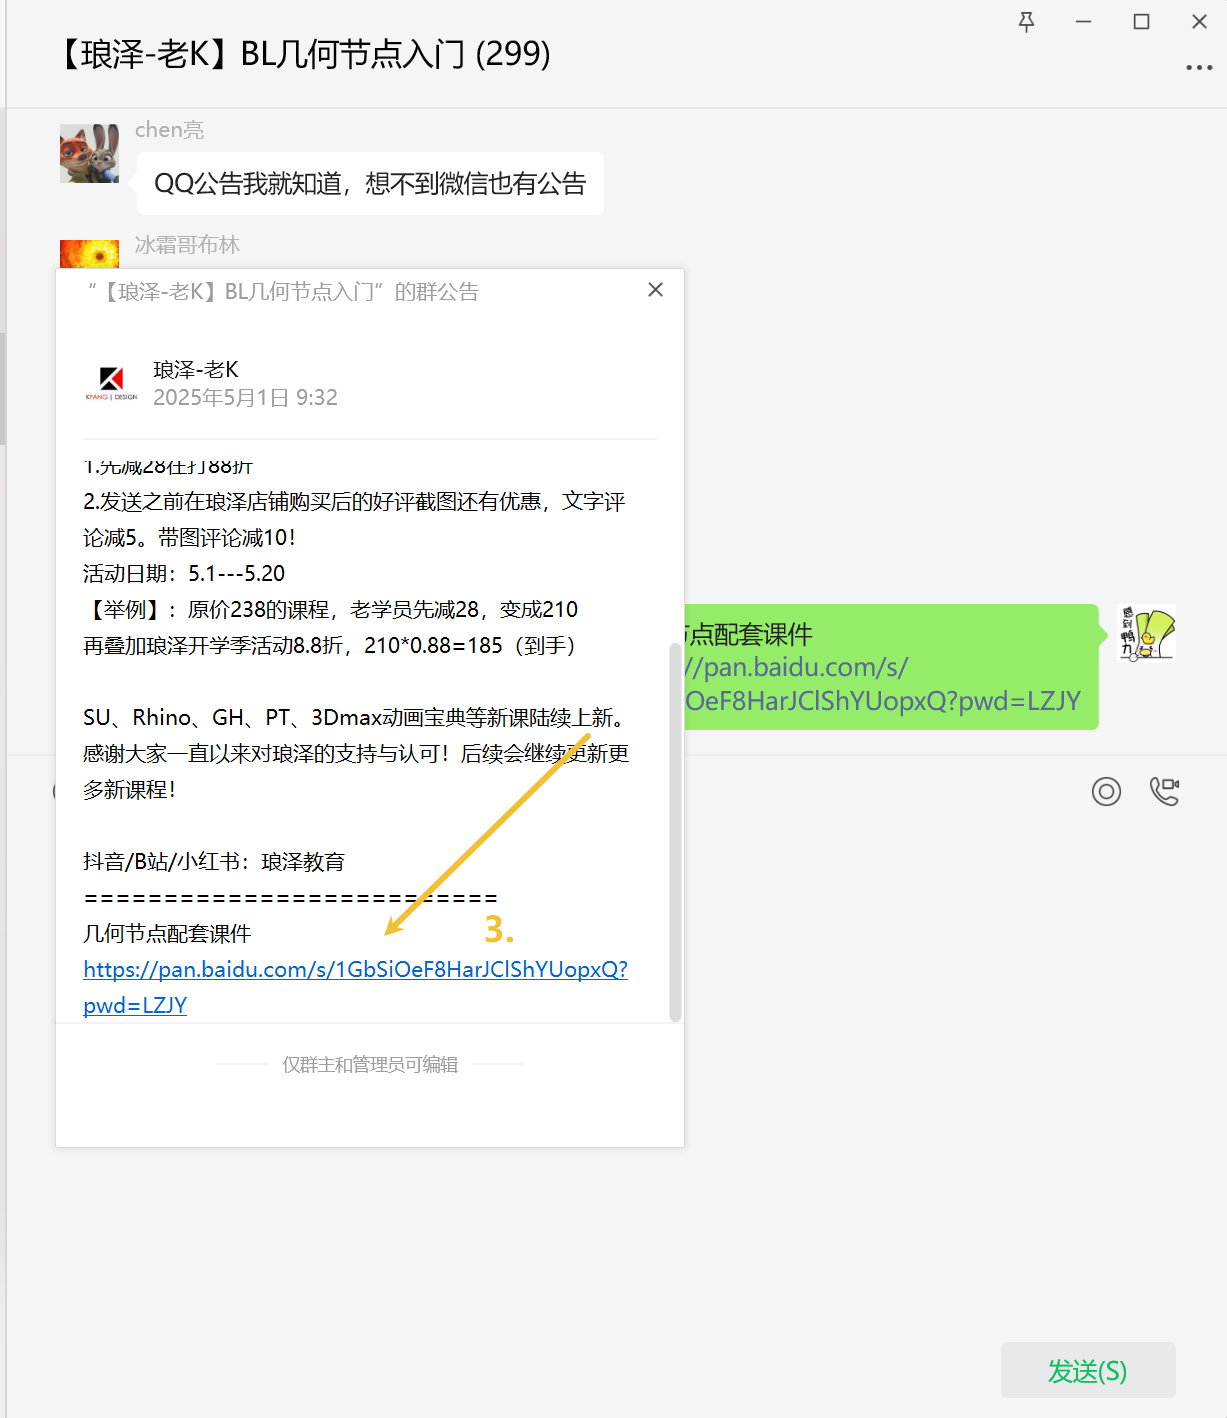 【琅泽-老K】BL几何节点入门 (299)
chen亮
QQ公告我就知道，想不到微信也有公告
冰霜哥布林
“【琅泽-老K】BL几何节点入门”的群公告
琅泽-老K
KFANG | DESIGN
2025年5月1日 9:32
1.先减28在打88折
2.发送之前在琅泽店铺购买后的好评截图还有优惠，文字评
论减5。带图评论减10！
活动日期：5.1---5.20
【举例】：原价238的课程，老学员先减28，变成210
再叠加琅泽开学季活动8.8折，210*0.88=185（到手）
SU、Rhino、GH、PT、3Dmax动画宝典等新课陆续上新。
感谢大家一直以来对琅泽的支持与认可！后续会继续更新更
多新课程！
抖音/B站/小红书：琅泽教育
==========================
几何节点配套课件
3.
https://pan.baidu.com/s/1GbSiOeF8HarJClShYUopxQ?
pwd=LZJY
仅群主和管理员可编辑
点配套课件
//pan.baidu.com/s/
OeF8HarJClShYUopxQ?pwd=LZJY
感到鸭力
发送(S)